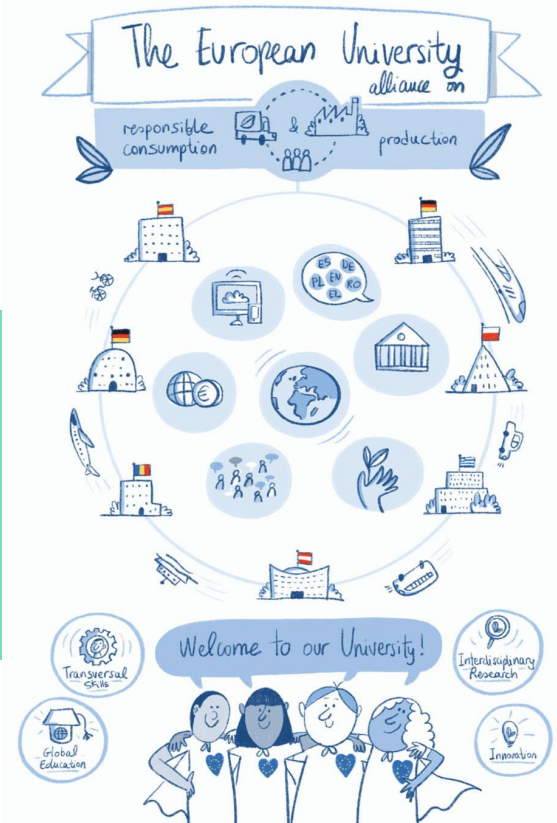 The European University
alliance on
responsible
consumption
&
production
ES DE
PL EN RO
EL
€
Welcome to our University!
Transversal
Skills
Interdisciplinary
Research
Global
Education
Innovation